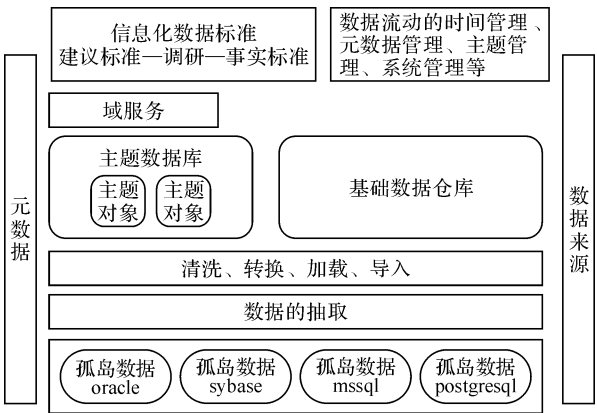 信息化数据标准
建议标准—调研—事实标准
数据流动的时间管理、
元数据管理、主题管
理、系统管理等
元数据
域服务
主题数据库
主题
对象
主题
对象
基础数据仓库
数据来源
清洗、转换、加载、导入
数据的抽取
孤岛数据
oracle
孤岛数据
sybase
孤岛数据
mssql
孤岛数据
postgresql